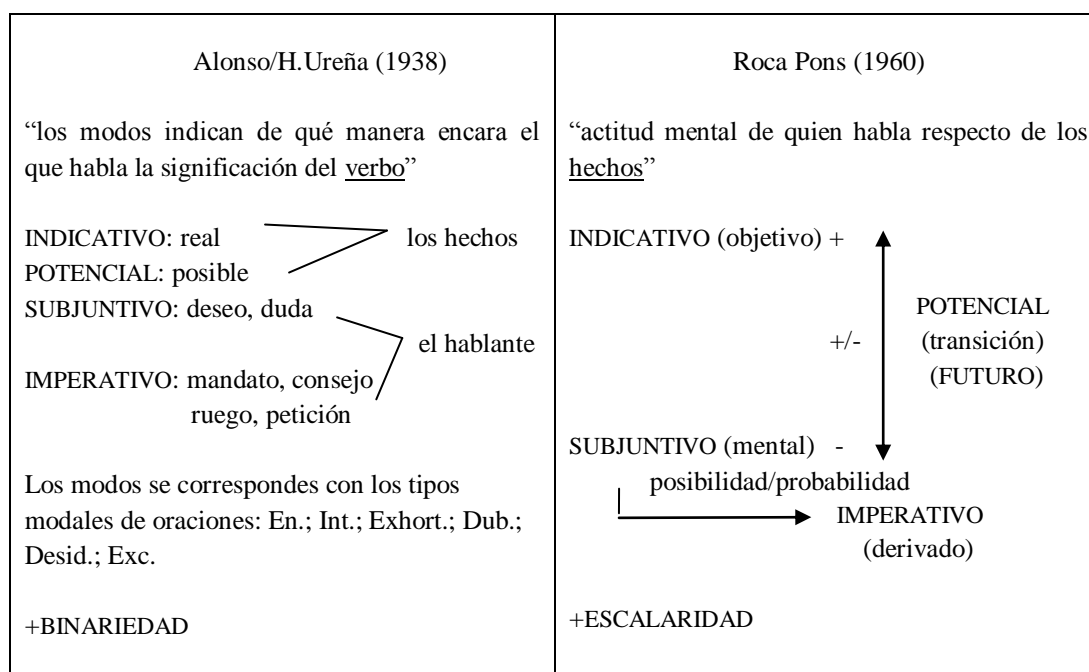 Alonso/H.Ureña (1938)
“los modos indican de qué manera encara el
que habla la significación del verbo”
INDICATIVO: real
los hechos
POTENCIAL: posible
SUBJUNTIVO: deseo, duda
el hablante
IMPERATIVO: mandato, consejo
ruego, petición
Los modos se correspondes con los tipos
modales de oraciones: En.; Int.; Exhort.; Dub.;
Desid.; Exc.
+BINARIEDAD
Roca Pons (1960)
“actitud mental de quien habla respecto de los
hechos”
INDICATIVO (objetivo) +
POTENCIAL
+/- (transición)
(FUTURO)
SUBJUNTIVO (mental) -
posibilidad/probabilidad
IMPERATIVO
(derivado)
+ESCALARIDAD